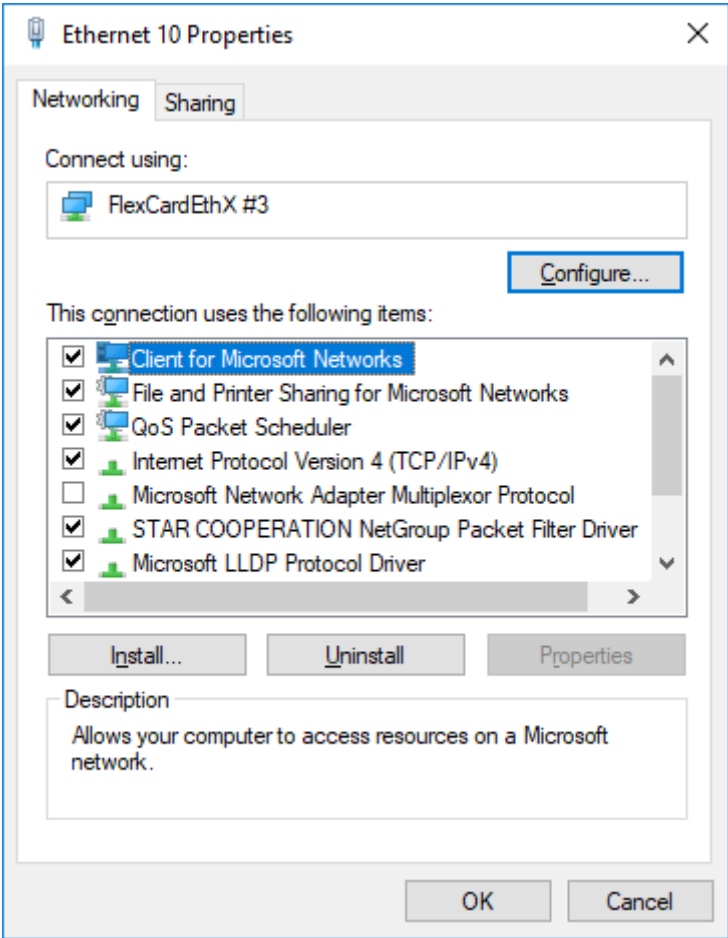 Ethernet 10 Properties
Networking
Sharing
Connect using:
FlexCardEthX #3
Configure...
This connection uses the following items:
Client for Microsoft Networks
File and Printer Sharing for Microsoft Networks
QoS Packet Scheduler
Internet Protocol Version 4 (TCP/IPv4)
Microsoft Network Adapter Multiplexor Protocol
STAR COOPERATION NetGroup Packet Filter Driver
Microsoft LLDP Protocol Driver
Install...
Uninstall
Properties
Description
Allows your computer to access resources on a Microsoft
network.
OK
Cancel